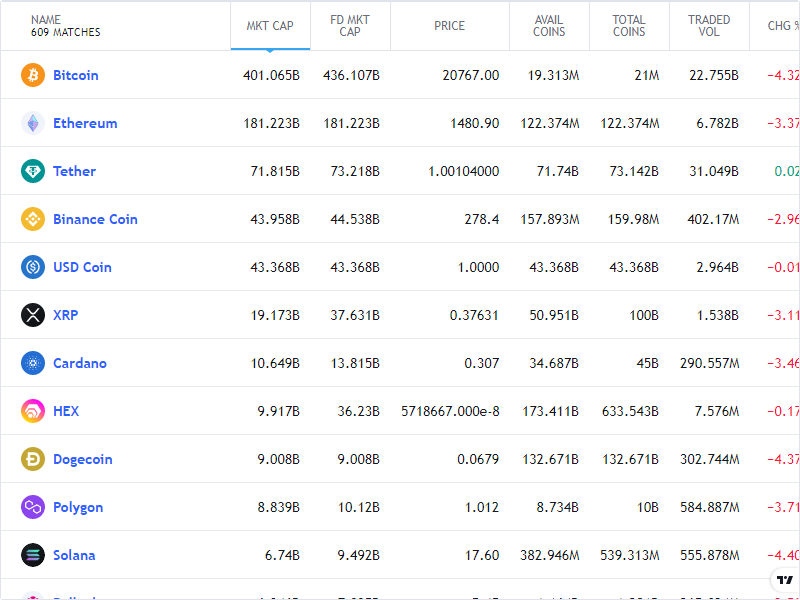 NAME MKT CAP FD MKT CAP PRICE AVAIL COINS TOTAL COINS TRADED VOL CHG %
609 MATCHES
Bitcoin 401.065B 436.107B 20767.00 19.313M 21M 22.755B −4.32
Ethereum 181.223B 181.223B 1480.90 122.374M 122.374M 6.782B −3.37
Tether 71.815B 73.218B 1.00104000 71.74B 73.142B 31.049B 0.02
Binance Coin 43.958B 44.538B 278.4 157.893M 159.98M 402.17M −2.96
USD Coin 43.368B 43.368B 1.0000 43.368B 43.368B 2.964B −0.01
XRP 19.173B 37.631B 0.37631 50.951B 100B 1.538B −3.11
Cardano 10.649B 13.815B 0.307 34.687B 45B 290.557M −3.46
HEX 9.917B 36.23B 5718667.000e-8 173.411B 633.543B 7.576M −0.17
Dogecoin 9.008B 9.008B 0.0679 132.671B 132.671B 302.744M −4.37
Polygon 8.839B 10.12B 1.012 8.734B 10B 584.887M −3.71
Solana 6.74B 9.492B 17.60 382.946M 539.313M 555.878M −4.40